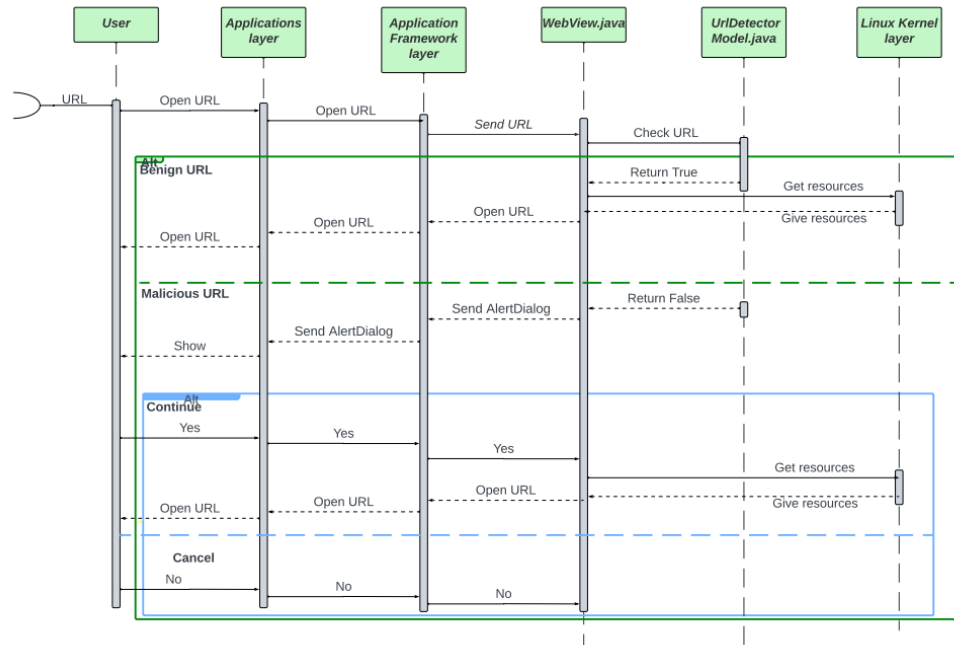 User
Applications
layer
Application
Framework
layer
WebView.java
UrlDetector
Model.java
Linux Kernel
layer
URL
Open URL
Open URL
Send URL
Check URL
Alt
Benign URL
Return True
Get resources
Give resources
Open URL
Open URL
Open URL
Malicious URL
Return False
Send AlertDialog
Send AlertDialog
Show
Alt
Continue
Yes
Yes
Yes
Get resources
Give resources
Open URL
Open URL
Open URL
Cancel
No
No
No